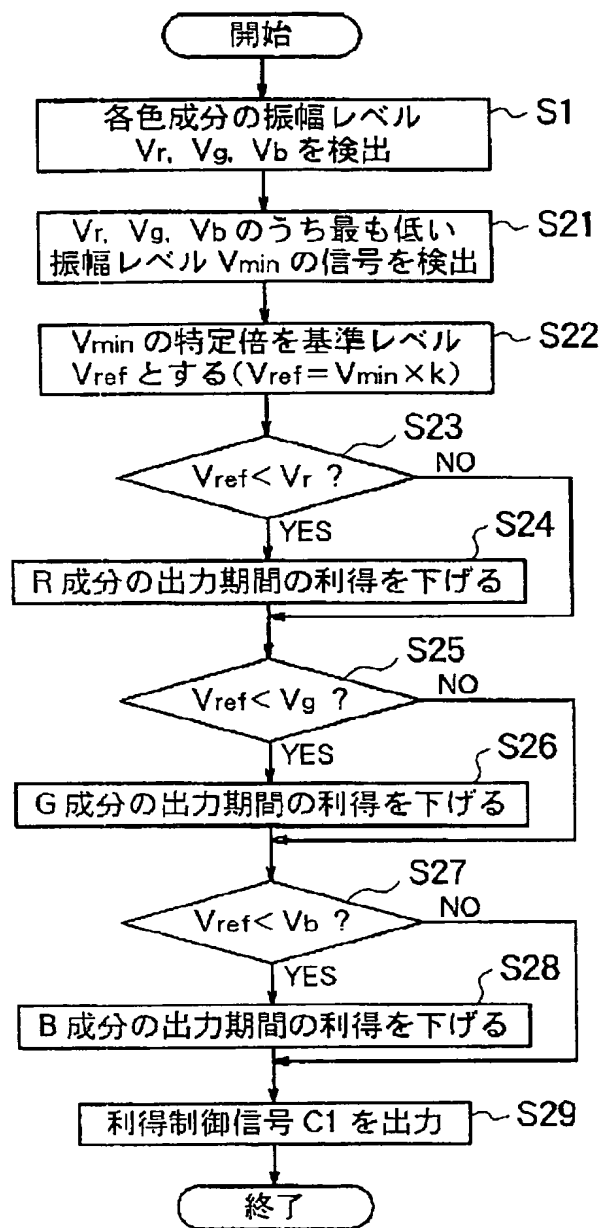 開始
各色成分の振幅レベル
Vr, Vg, Vb を検出
S1
Vr, Vg, Vb のうち最も低い
振幅レベル Vmin の信号を検出
S21
Vmin の特定倍を基準レベル
Vref とする(Vref=Vmin×k)
S22
S23
Vref< Vr ?
NO
YES
S24
R 成分の出力期間の利得を下げる
S25
Vref< Vg ?
NO
YES
S26
G 成分の出力期間の利得を下げる
S27
Vref< Vb ?
NO
YES
S28
B 成分の出力期間の利得を下げる
利得制御信号 C1 を出力
S29
終了